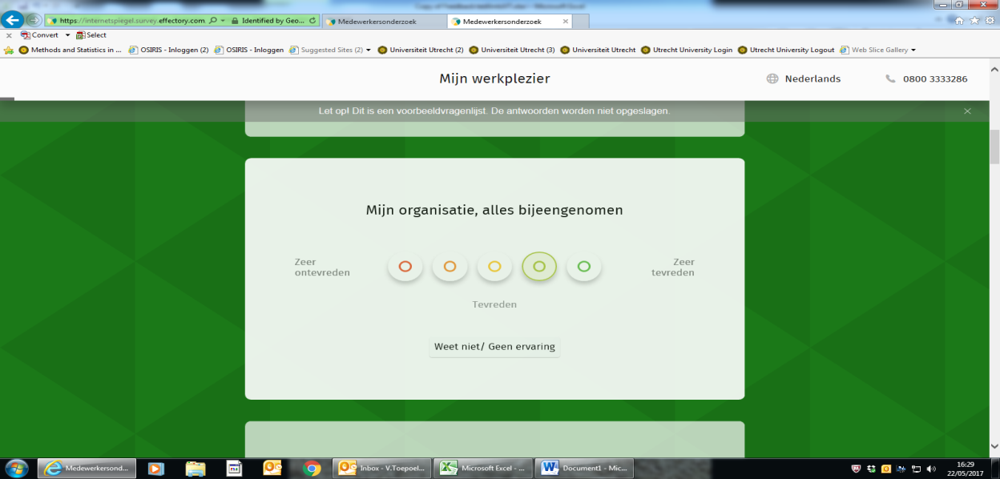 https://internetspiegel.survey.effectory.com
Identified by Geo...
Medewerkersonderzoek
Medewerkersonderzoek
Convert
Select
Methods and Statistics in ...
OSIRIS - Inloggen (2)
OSIRIS - Inloggen
Suggested Sites (2)
Universiteit Utrecht (2)
Universiteit Utrecht (3)
Universiteit Utrecht
Utrecht University Login
Utrecht University Logout
Web Slice Gallery
Mijn werkplezier
Nederlands
0800 3333286
Let op! Dit is een voorbeeldvragenlijst. De antwoorden worden niet opgeslagen.
Mijn organisatie, alles bijeengenomen
Zeer
ontevreden
Zeer
tevreden
Tevreden
Weet niet/ Geen ervaring
Medewerkersond...
Inbox - V.Toepoel...
Microsoft Excel - ...
Document1 - Mic...
16:29
22/05/2017